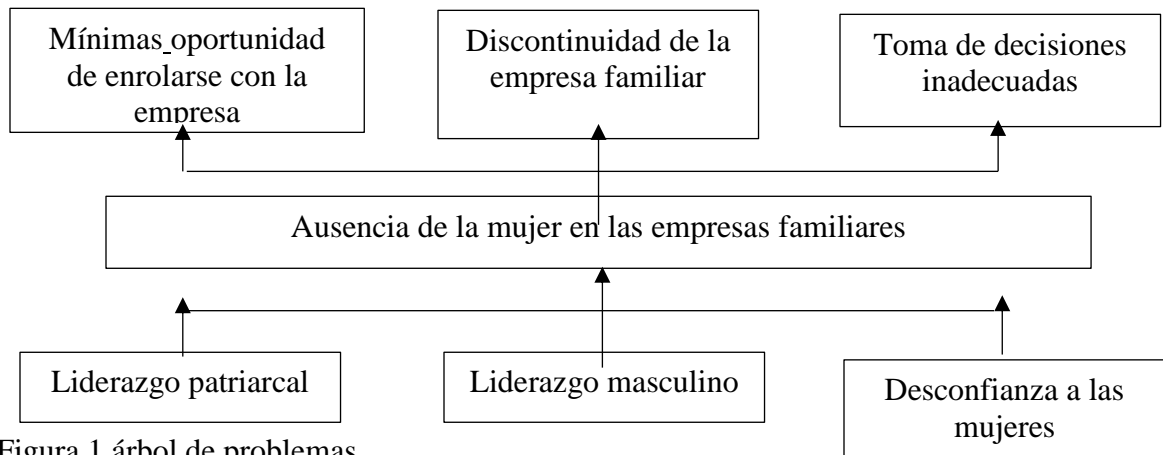 Mínimas oportunidad
de enrolarse con la
empresa
Discontinuidad de la
empresa familiar
Toma de decisiones
inadecuadas
Ausencia de la mujer en las empresas familiares
Liderazgo patriarcal
Liderazgo masculino
Desconfianza a las
mujeres
Figura 1 árbol de problemas